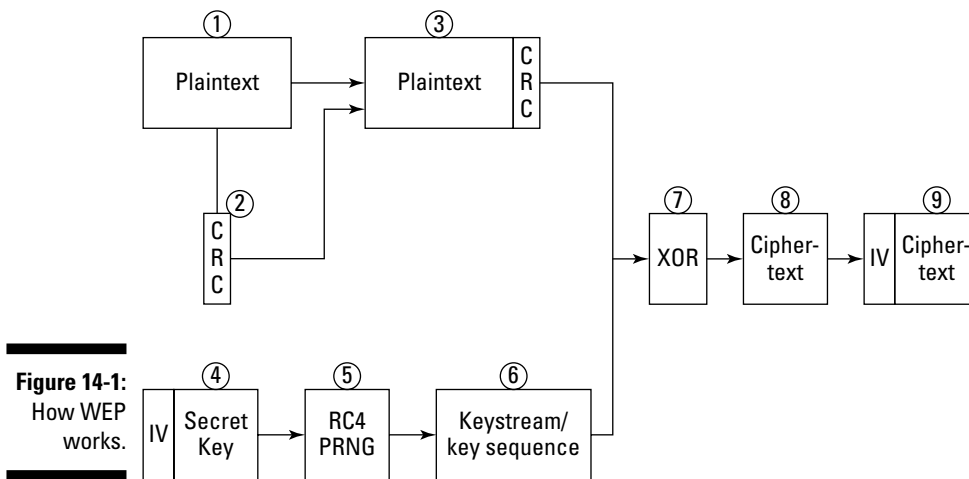 ①
Plaintext
③
Plaintext
C
R
C
②
C
R
C
⑦
XOR
⑧
Cipher-
text
⑨
IV
Cipher-
text
④
IV
Secret
Key
⑤
RC4
PRNG
⑥
Keystream/
key sequence
Figure 14-1:
How WEP
works.